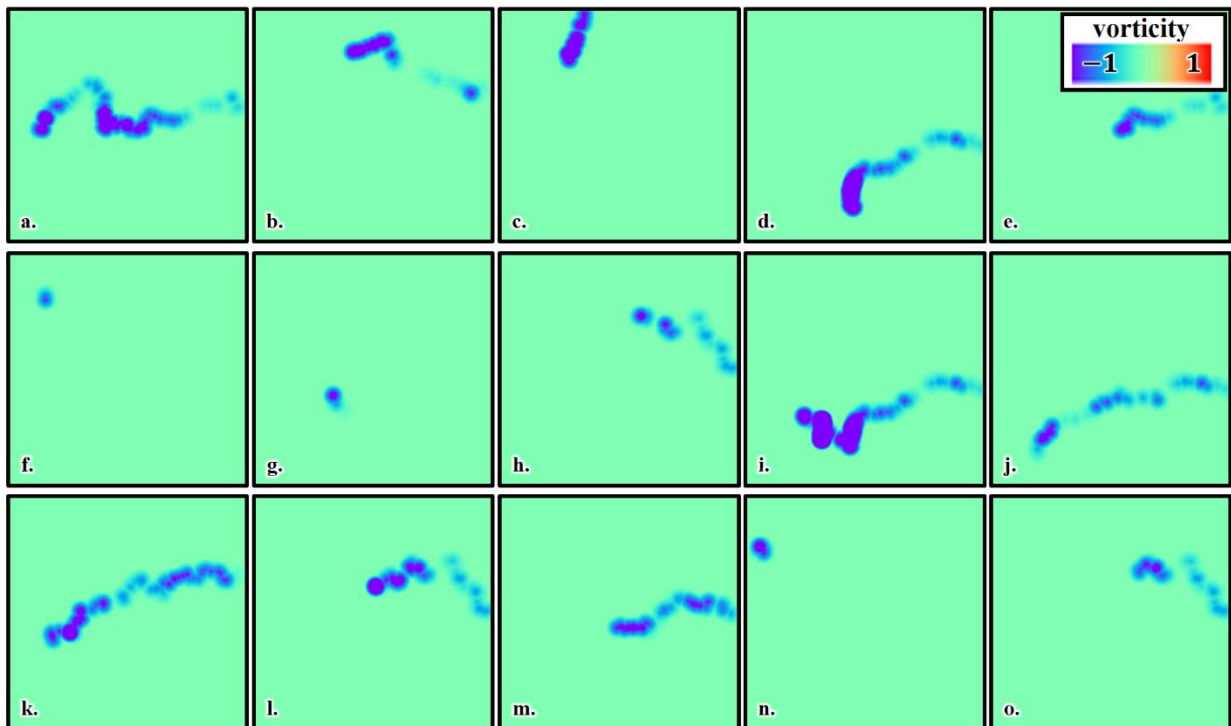 vorticity
−1 1
a. b. c. d. e.
f. g. h. i. j.
k. l. m. n. o.